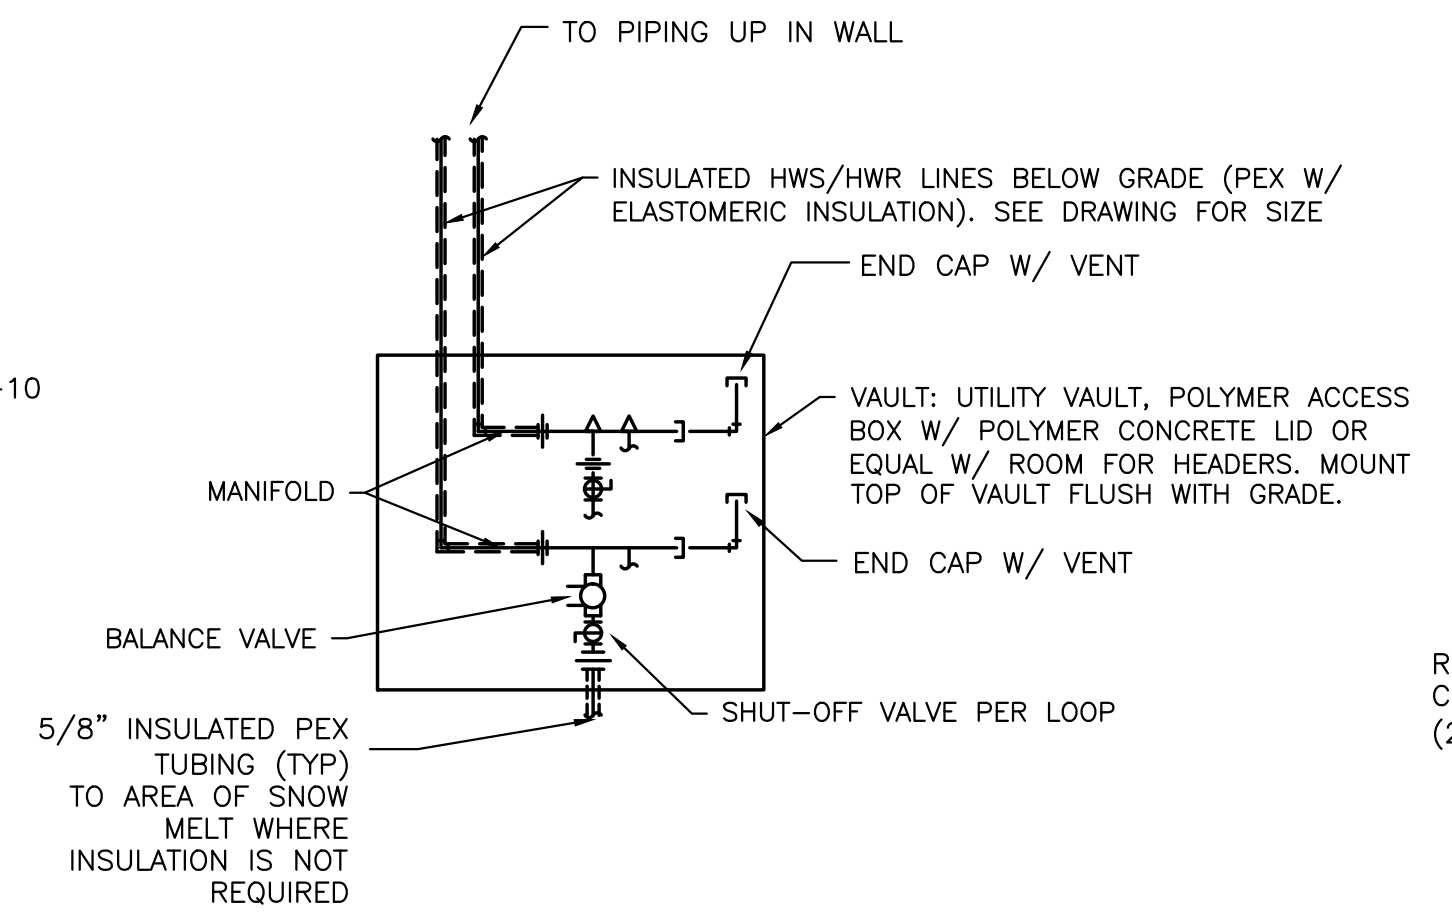 TO PIPING UP IN WALL
INSULATED HWS/HWR LINES BELOW GRADE (PEX W/
ELASTOMERIC INSULATION). SEE DRAWING FOR SIZE
END CAP W/ VENT
-10
VAULT: UTILITY VAULT, POLYMER ACCESS
BOX W/ POLYMER CONCRETE LID OR
EQUAL W/ ROOM FOR HEADERS. MOUNT
TOP OF VAULT FLUSH WITH GRADE.
MANIFOLD
END CAP W/ VENT
BALANCE VALVE
SHUT-OFF VALVE PER LOOP
5/8" INSULATED PEX
TUBING (TYP)
TO AREA OF SNOW
MELT WHERE
INSULATION IS NOT
REQUIRED
R
C
(2